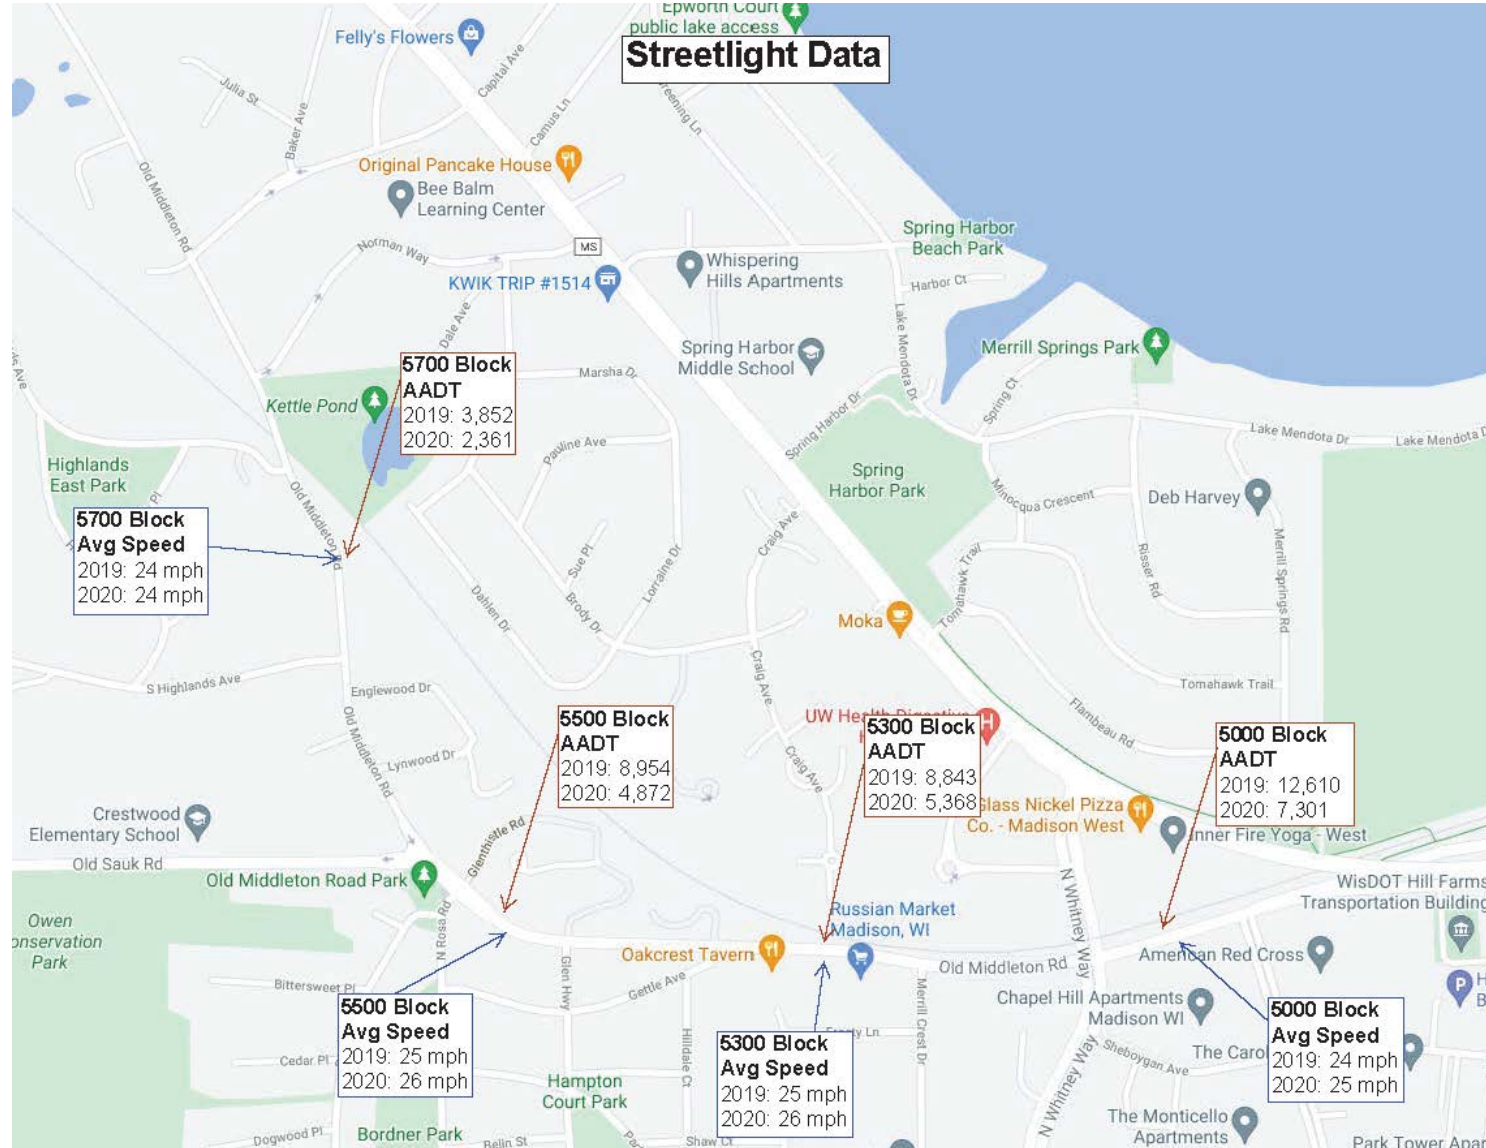 Epworth Court
public lake access
Felly's Flowers
Streetlight Data
Capital Ave
Julia St
Camus Ln
Baker Ave
Original Pancake House
Bee Balm
Learning Center
Old Middleton Rd
Norman Way
MS
Spring Harbor
Beach Park
Whispering
Hills Apartments
KWIK TRIP #1514
Harbor Ct
Dale Ave
Lake Mendota Dr
Spring Harbor
Middle School
Merrill Springs Park
5700 Block
AADT
2019: 3,852
2020: 2,361
Marsha Dr
Kettle Pond
Spring Ct
Spring Harbor Dr
Pauline Ave
Lake Mendota Dr
Lake Mendota D
Highlands
East Park
Pl
Spring
Harbor Park
Old Middleton Rd
Minocqua Crescent
Deb Harvey
5700 Block
Avg Speed
2019: 24 mph
2020: 24 mph
Craig Ave
Sue Pl
Lorraine Dr
Risser Rd
Merrill Springs Rd
Tomahawk Trail
Dahlen Dr
Brody Dr
Moka
Craig Ave
S Highlands Ave
Englewood Dr
Tomahawk Trail
Flambeau Rd
Old Middleton Rd
UW Health Digestive
H
5500 Block
AADT
2019: 8,954
2020: 4,872
5300 Block
AADT
2019: 8,843
2020: 5,368
5000 Block
AADT
2019: 12,610
2020: 7,301
Lynwood Dr
Craig Ave
Crestwood
Elementary School
Glass Nickel Pizza
Co. - Madison West
Inner Fire Yoga - West
Glenthistle Rd
Old Sauk Rd
Old Middleton Road Park
N Whitney Way
WisDOT Hill Farms
Transportation Building
Russian Market
Madison, WI
Owen
onservation
Park
N Rosa Rd
Oakcrest Tavern
Old Middleton Rd
American Red Cross
Glen Hwy
Gettle Ave
Bittersweet Pl
Merrill Crest Dr
Chapel Hill Apartments
Madison WI
P
H
B
5500 Block
Avg Speed
2019: 25 mph
2020: 26 mph
5300 Block
Avg Speed
2019: 25 mph
2020: 26 mph
5000 Block
Avg Speed
2019: 24 mph
2020: 25 mph
Cedar Pl
Hilldale Ct
N Whitney Way
Sheboygan Ave
The Carol
Hampton
Court Park
The Monticello
Apartments
Dogwood Pl
Bordner Park
Belin St
Shaw Ct
Park Tower Apar